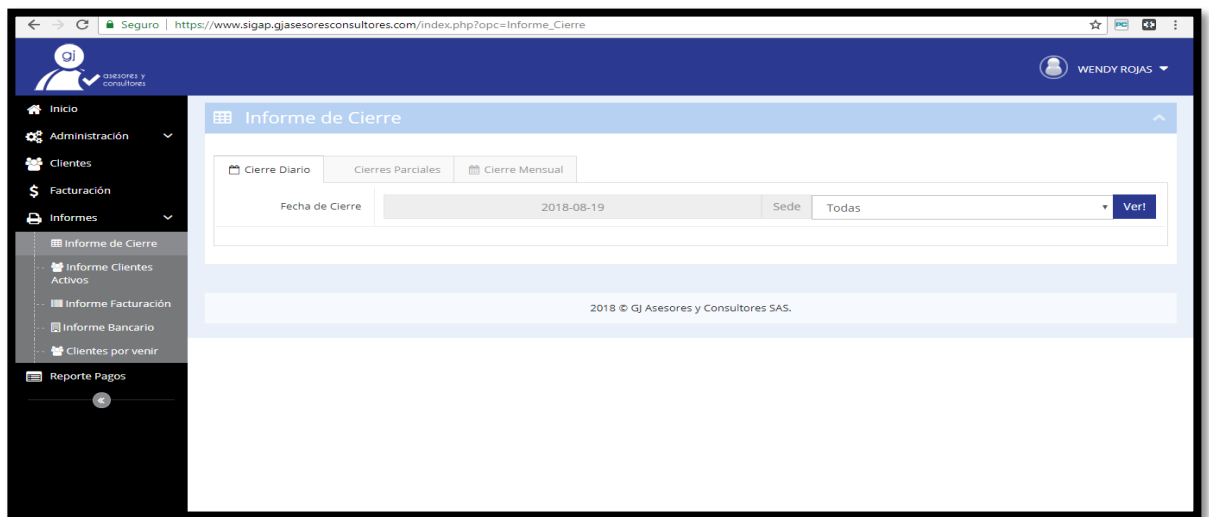 Seguro | https://www.sigap.gjasesoresconsultores.com/index.php?opc=Informe_Cierre
PC
gj
asesores y
consultores
WENDY ROJAS
Inicio
Administración
Clientes
Facturación
Informes
Informe de Cierre
Informe Clientes
Activos
Informe Facturación
Informe Bancario
Clientes por venir
Reporte Pagos
Informe de Cierre
Cierre Diario Cierres Parciales Cierre Mensual
Fecha de Cierre 2018-08-19 Sede Todas Ver!
2018 © GJ Asesores y Consultores SAS.